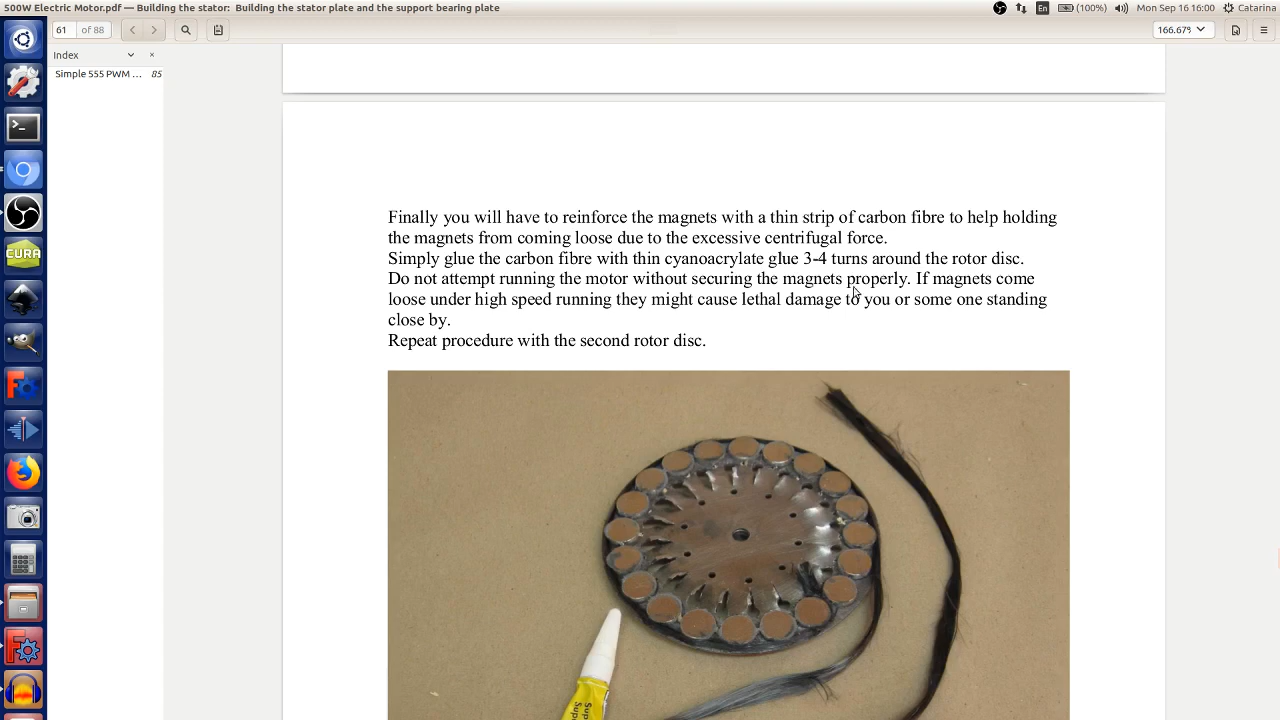 500W Electric Motor.pdf — Building the stator: Building the stator plate and the support bearing plate
En (100%) Mon Sep 16 16:00 Catarina
61 of 88 166.67%
Index
Simple 555 PWM ... 85
Finally you will have to reinforce the magnets with a thin strip of carbon fibre to help holding
the magnets from coming loose due to the excessive centrifugal force.
Simply glue the carbon fibre with thin cyanoacrylate glue 3-4 turns around the rotor disc.
Do not attempt running the motor without securing the magnets properly. If magnets come
loose under high speed running they might cause lethal damage to you or some one standing
close by.
Repeat procedure with the second rotor disc.
CURA